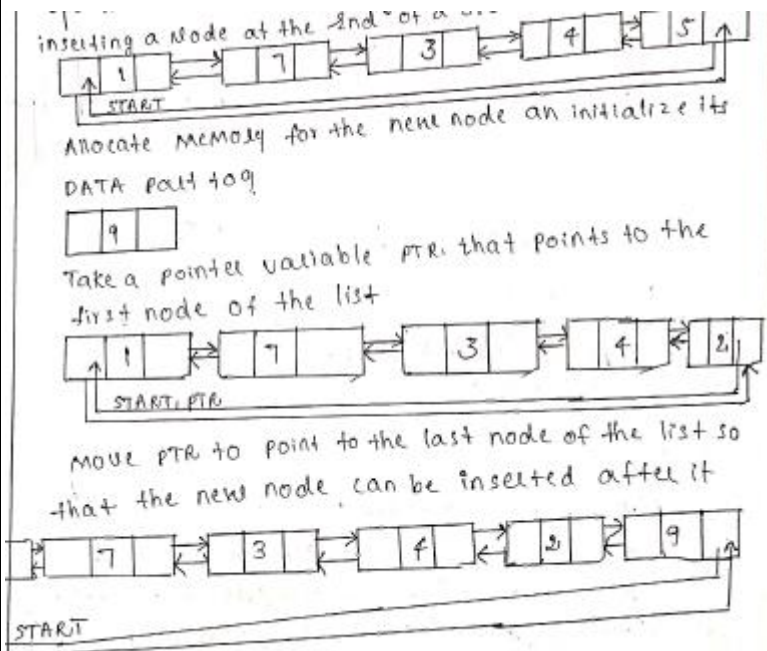 inserting a Node at the End of a
1 7 3 4 5
START
Allocate Memory for the new node an initialize its
DATA Part to 9
9
Take a pointer variable PTR. that points to the
first node of the list
1 7 3 4 2
START, PTR
Move PTR to point to the last node of the list so
that the new node can be inserted after it
7 3 4 2 9
START